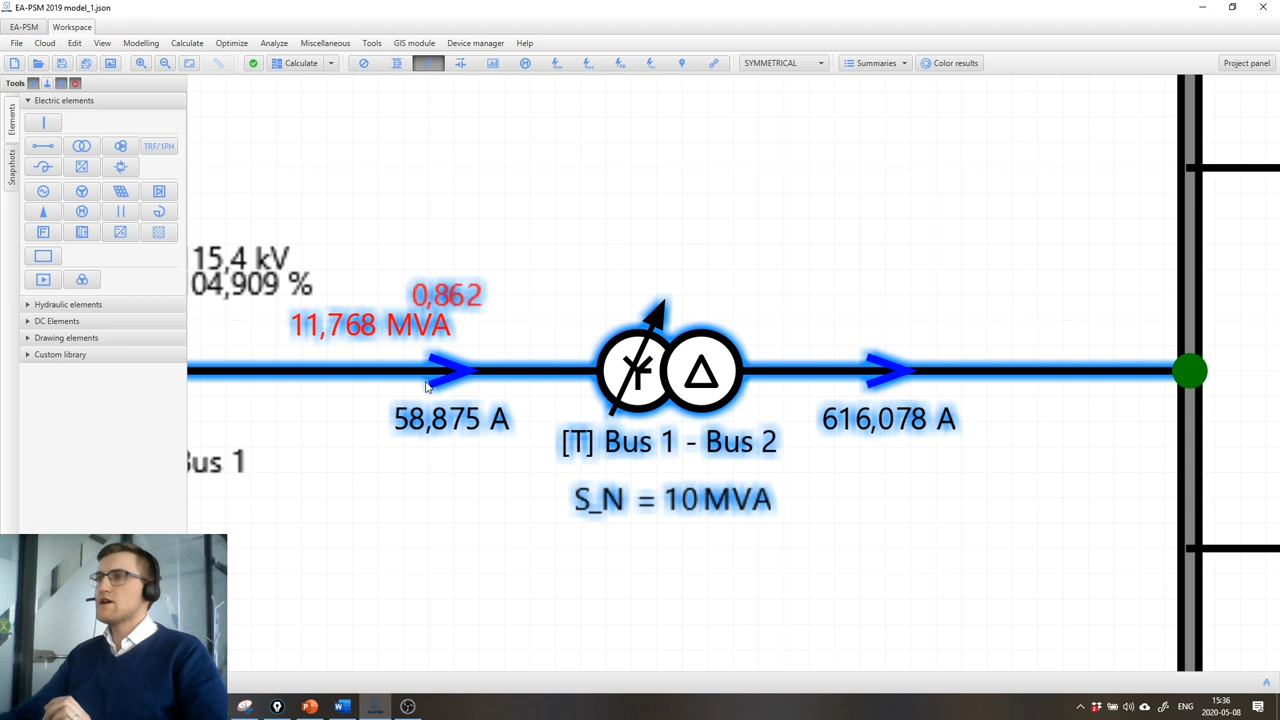 EA-PSM 2019 model_1.json
EA-PSM Workspace
File Cloud Edit View Modelling Calculate Optimize Analyze Miscellaneous Tools GIS module Device manager Help
Calculate SYMMETRICAL Summaries Color results Project panel
Tools
Elements
Snapshots
Electric elements
TRF/1PH
Hydraulic elements
DC Elements
Drawing elements
Custom library
15,4 kV
04,909 %
0,862
11,768 MVA
58,875 A
616,078 A
[T] Bus 1 - Bus 2
Bus 1
S_N = 10 MVA
ENG
15:36
2020-05-08